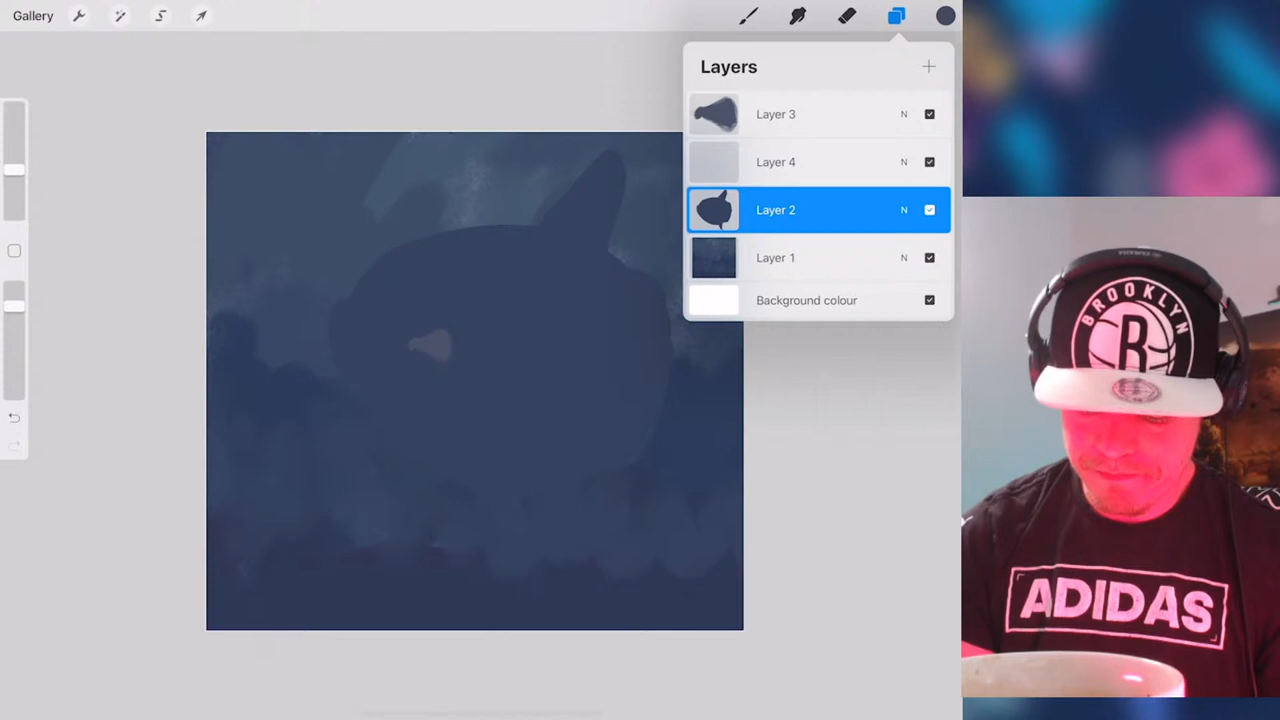 Gallery
Layers
Layer 3 N
Layer 4 N
Layer 2 N
Layer 1 N
Background colour
BROOKLYN
B
ADIDAS